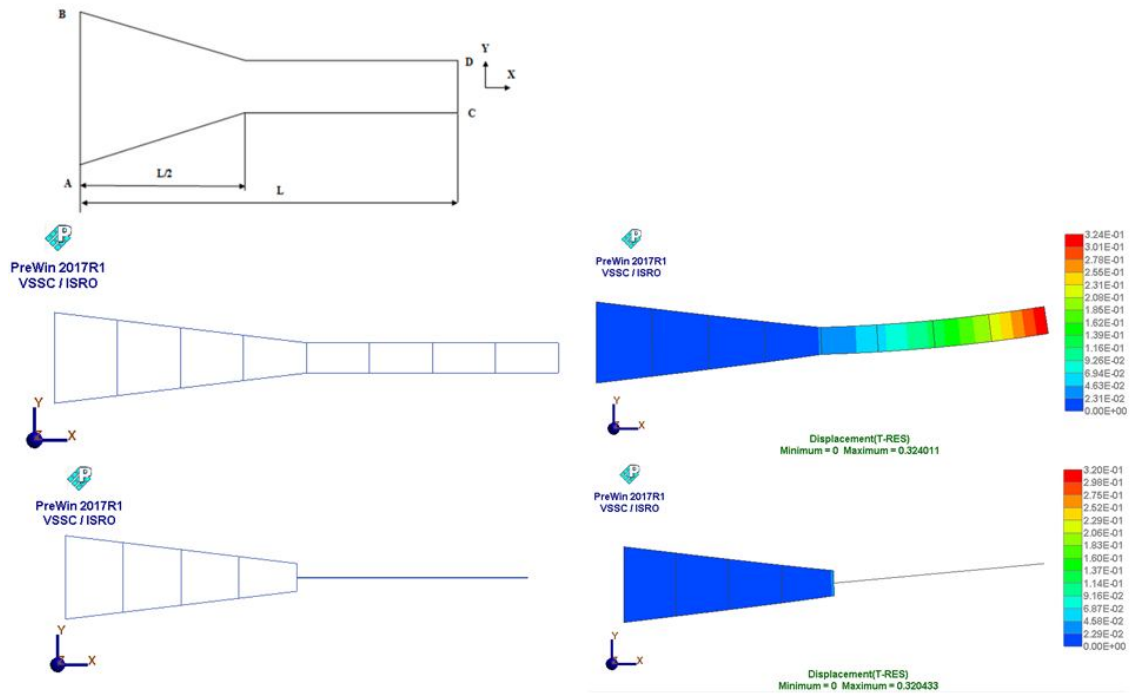 B
Y
D
X
C
A
L/2
L
P
PreWin 2017R1
VSSC / ISRO
Y
X
P
PreWin 2017R1
VSSC / ISRO
Y
X
Displacement(T-RES)
Minimum = 0 Maximum = 0.324011
3.24E-01
3.01E-01
2.78E-01
2.55E-01
2.31E-01
2.08E-01
1.85E-01
1.62E-01
1.39E-01
1.16E-01
9.26E-02
6.94E-02
4.63E-02
2.31E-02
0.00E+00
P
PreWin 2017R1
VSSC / ISRO
Y
X
P
PreWin 2017R1
VSSC / ISRO
Y
X
Displacement(T-RES)
Minimum = 0 Maximum = 0.320433
3.20E-01
2.98E-01
2.75E-01
2.52E-01
2.29E-01
2.06E-01
1.83E-01
1.60E-01
1.37E-01
1.14E-01
9.16E-02
6.87E-02
4.58E-02
2.29E-02
0.00E+00